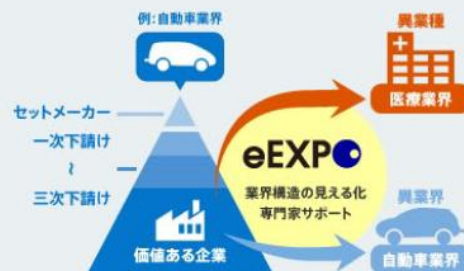 例:自動車業界
セットメーカー
一次下請け
～
三次下請け
価値ある企業
eEXPO
業界構造の見える化
専門家サポート
異業種
医療業界
異業界
自動車業界